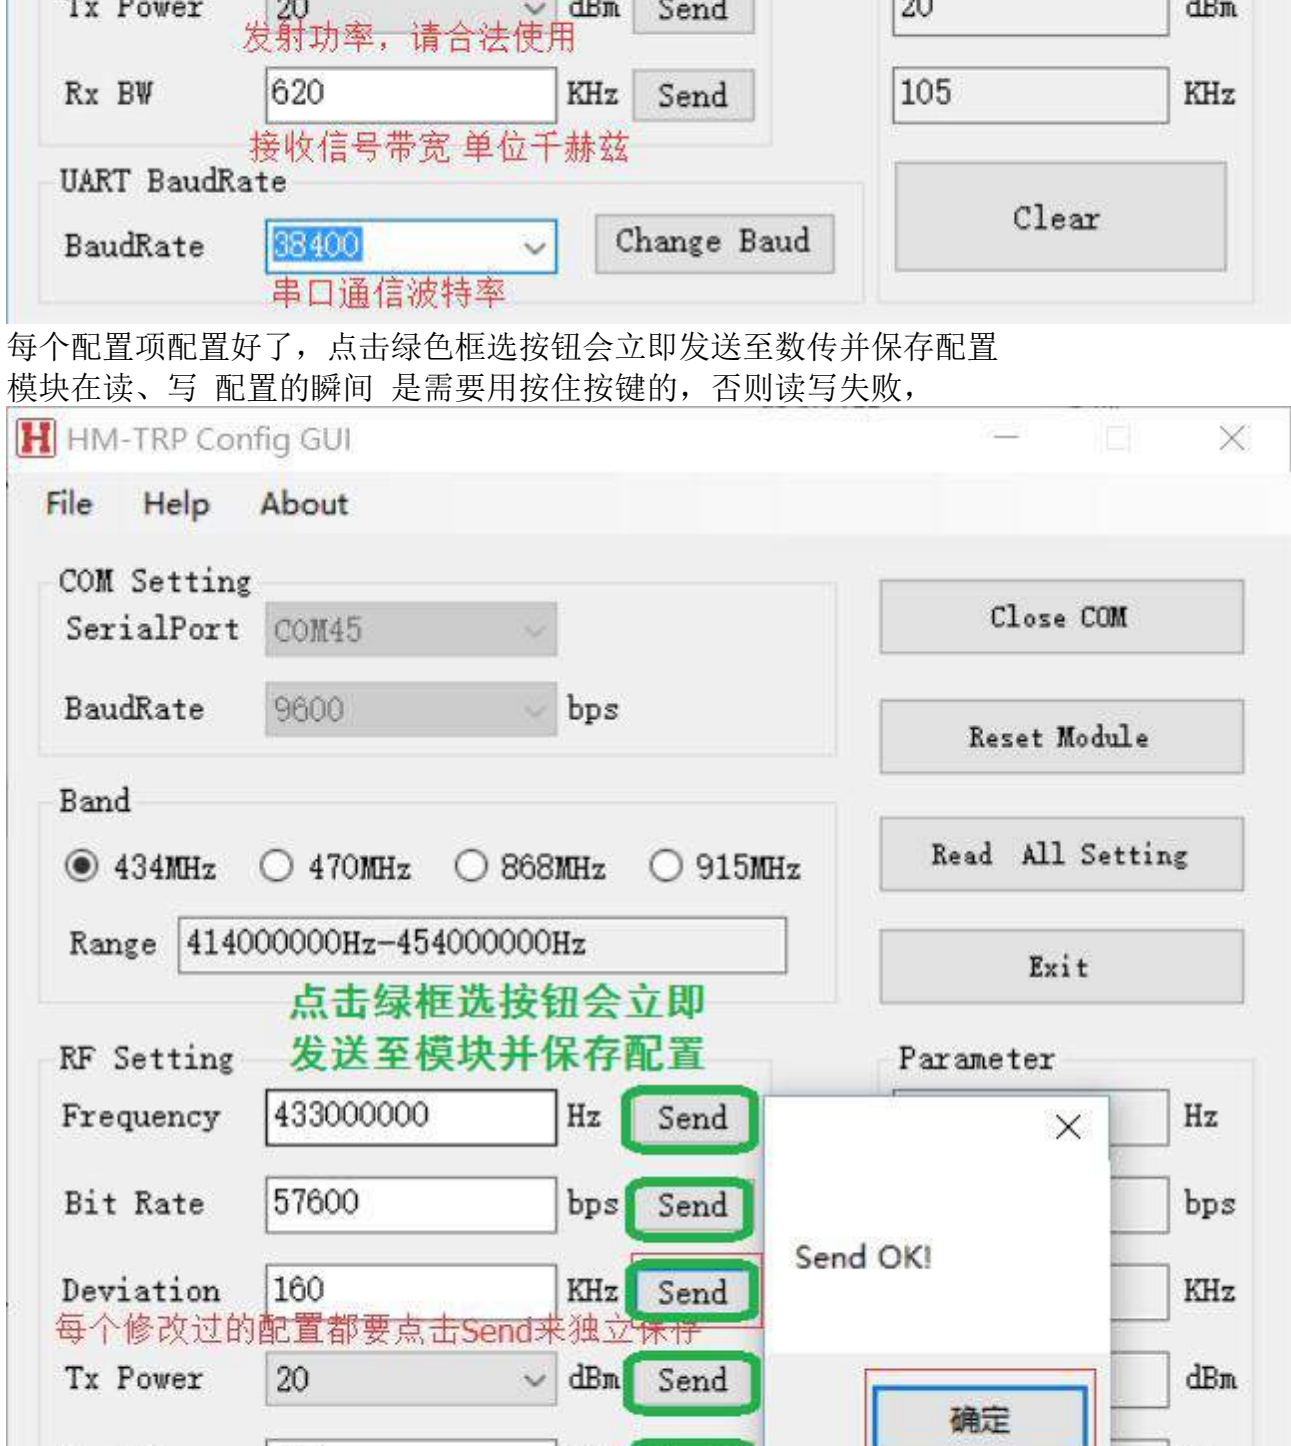 Tx Power 20 dBm Send 20 dBm
发射功率，请合法使用
Rx BW 620 KHz Send 105 KHz
接收信号带宽 单位千赫兹
UART BaudRate
Clear
BaudRate 38400 Change Baud
串口通信波特率
每个配置项配置好了，点击绿色框选按钮会立即发送至数传并保存配置
模块在读、写 配置的瞬间 是需要用按住按键的，否则读写失败，
HM-TRP Config GUI
File Help About
COM Setting
SerialPort COM45 Close COM
BaudRate 9600 bps
Reset Module
Band
434MHz 470MHz 868MHz 915MHz
Read All Setting
Range 414000000Hz-454000000Hz
Exit
点击绿框选按钮会立即
发送至模块并保存配置
RF Setting Parameter
Frequency 433000000 Hz Send Hz
Bit Rate 57600 bps Send bps
Send OK!
Deviation 160 KHz Send KHz
每个修改过的配置都要点击Send来独立保存
Tx Power 20 dBm Send dBm
确定